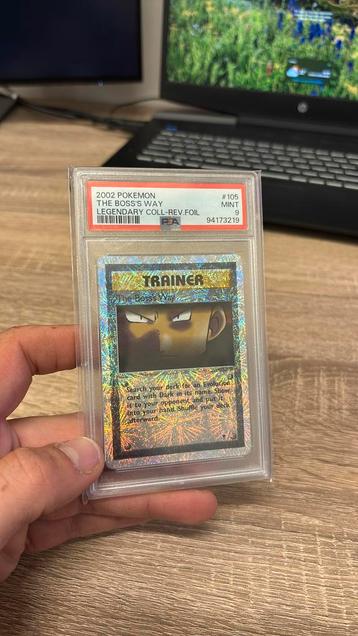 2002 POKEMON #105
THE BOSS'S WAY MINT
LEGENDARY COLL-REV.FOIL 9
PSA 94173219
TRAINER
The Boss's Way
Search your deck for an Evolution
card with Dark in its name. Show
it to your opponent and put it
into your hand. Shuffle your deck
afterward.
hp